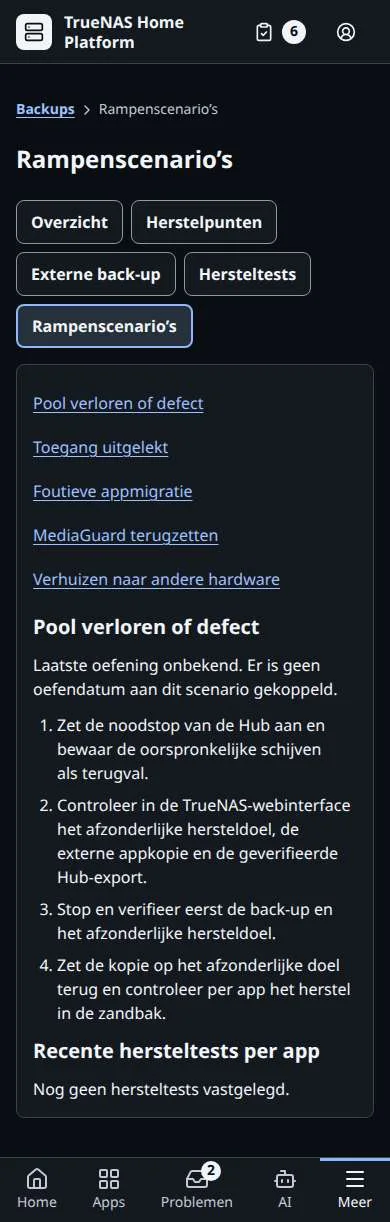 TrueNAS Home
Platform
6
Backups > Rampenscenario’s
Rampenscenario’s
Overzicht
Herstelpunten
Externe back-up
Hersteltests
Rampenscenario’s
Pool verloren of defect
Toegang uitgelekt
Foutieve appmigratie
MediaGuard terugzetten
Verhuizen naar andere hardware
Pool verloren of defect
Laatste oefening onbekend. Er is geen
oefendatum aan dit scenario gekoppeld.
1. Zet de noodstop van de Hub aan en
bewaar de oorspronkelijke schijven
als terugval.
2. Controleer in de TrueNAS-webinterface
het afzonderlijke hersteldoel, de
externe appkopie en de geverifieerde
Hub-export.
3. Stop en verifieer eerst de back-up en
het afzonderlijke hersteldoel.
4. Zet de kopie op het afzonderlijke doel
terug en controleer per app het herstel
in de zandbak.
Recente hersteltests per app
Nog geen hersteltests vastgelegd.
2
Home
Apps
Problemen
AI
Meer